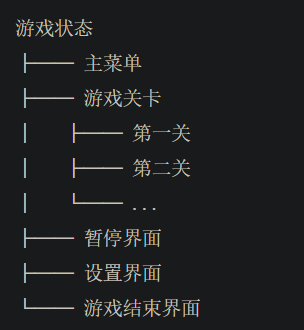 游戏状态
├── 主菜单
├── 游戏关卡
│   ├── 第一关
│   ├── 第二关
│   └── ...
├── 暂停界面
├── 设置界面
└── 游戏结束界面